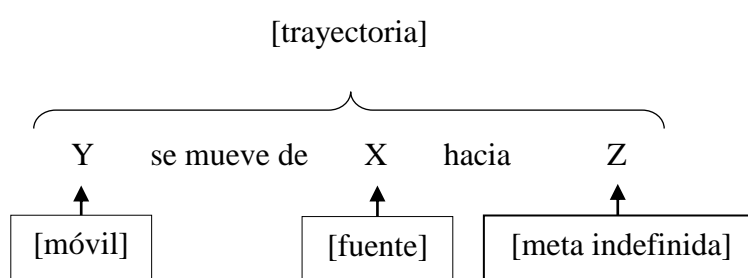 [trayectoria]
Y se mueve de X hacia Z
[móvil] [fuente] [meta indefinida]